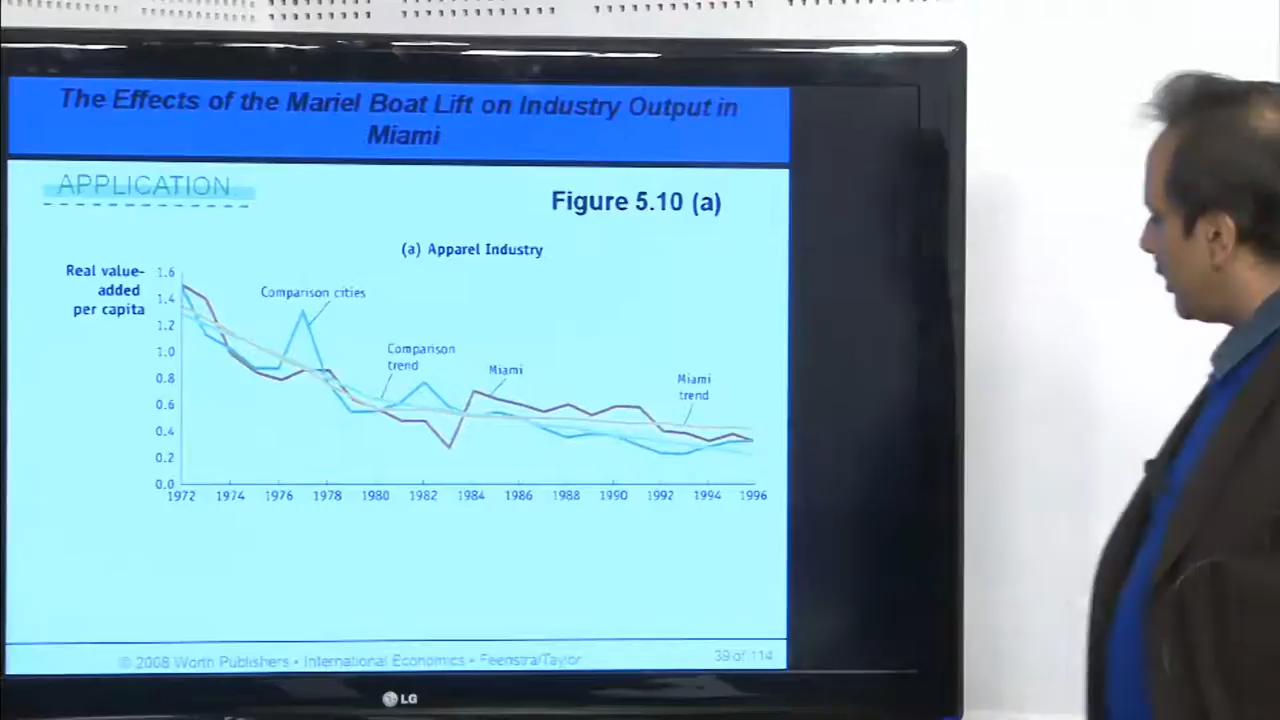 The Effects of the Mariel Boat Lift on Industry Output in
Miami
APPLICATION
Figure 5.10 (a)
(a) Apparel Industry
Real value-
added
per capita
1.6
1.4
1.2
1.0
0.8
0.6
0.4
0.2
0.0
Comparison cities
Comparison
trend
Miami
Miami
trend
1972 1974 1976 1978 1980 1982 1984 1986 1988 1990 1992 1994 1996
© 2008 Worth Publishers • International Economics • Feenstra/Taylor
39 of 114
LG